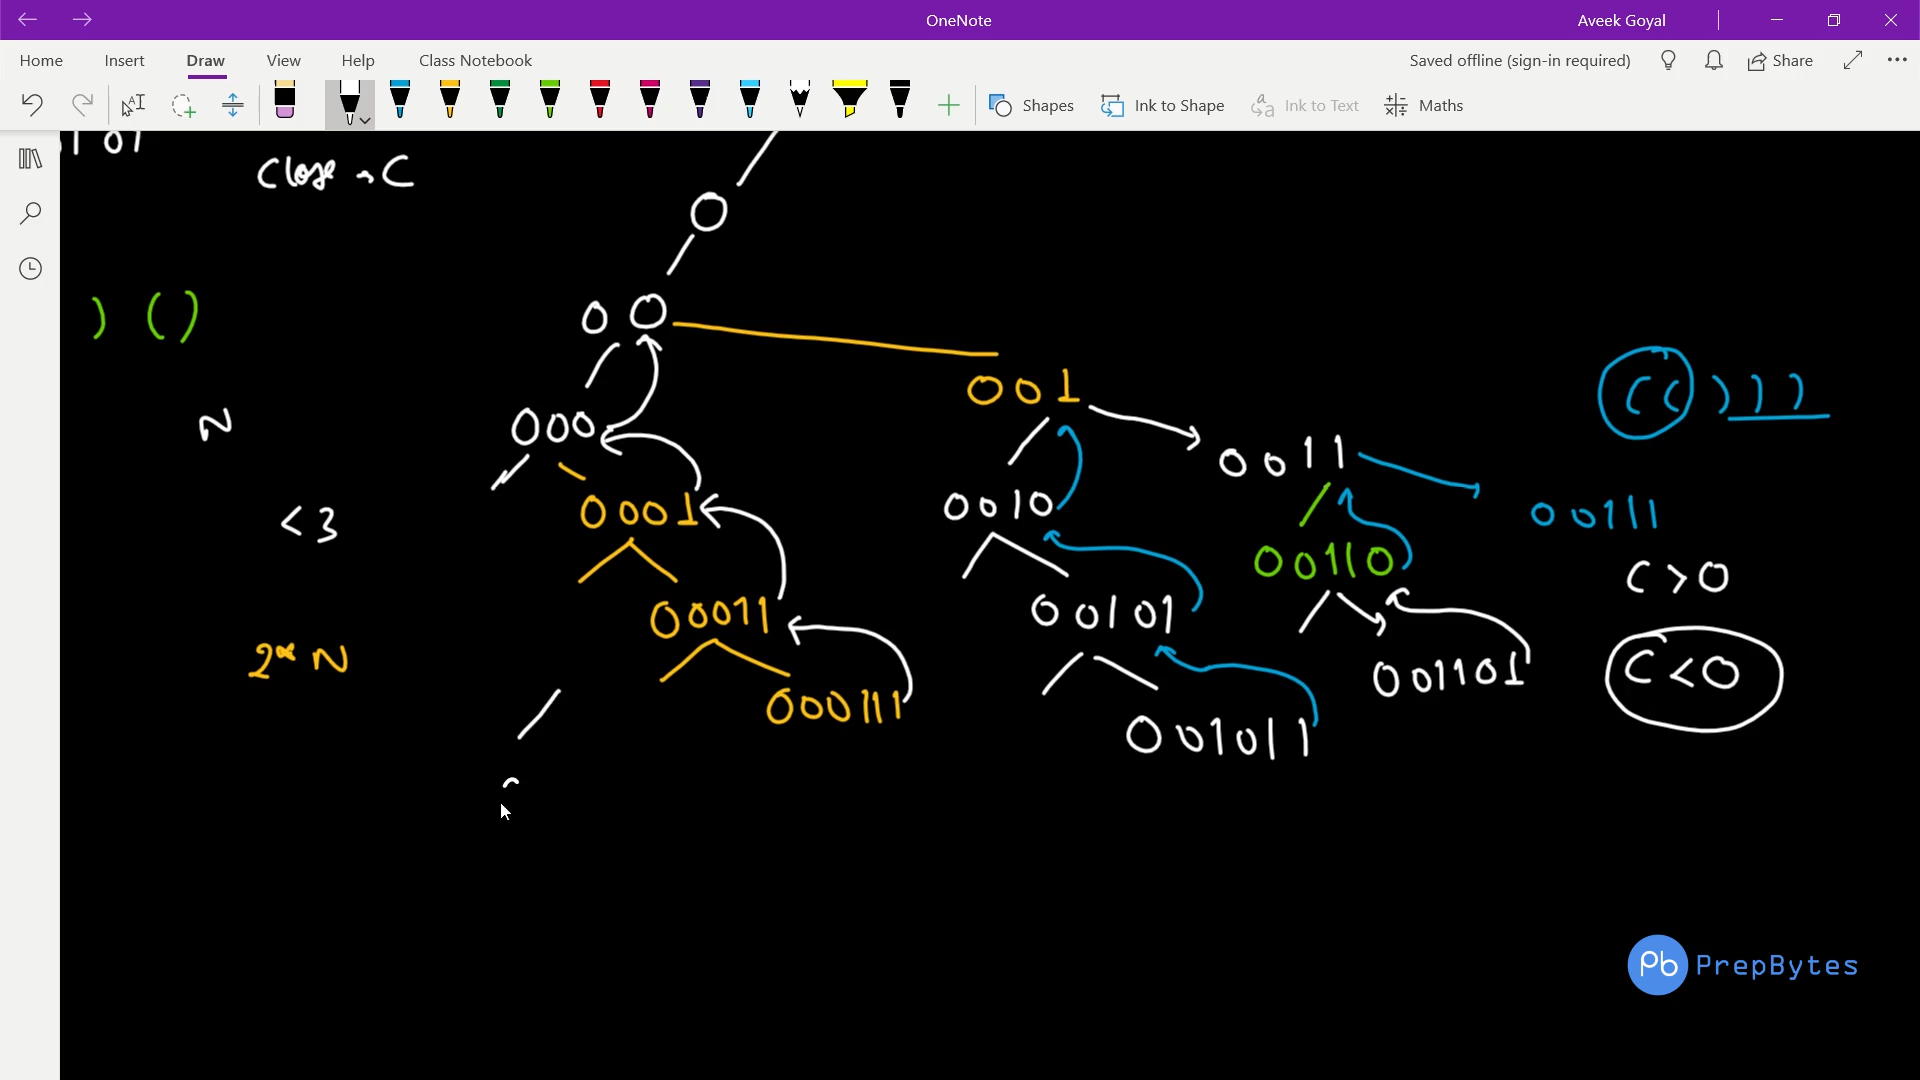 OneNote
Aveek Goyal
Home Insert Draw View Help Class Notebook
Saved offline (sign-in required)
Share
Shapes
Ink to Shape
Ink to Text
Maths
Close → C
0
0 0
) ( )
0 0 1
( ( ) ) )
N
0 0 0
0 0 1 1
0 0 1 0
< 3
0 0 0 1
0 0 1 1 1
0 0 1 1 0
C > 0
0 0 0 1 1
0 0 1 0 1
2* N
0 0 1 1 0 1
C < 0
0 0 0 1 1 1
0 0 1 0 1 1
Pb PrepBytes